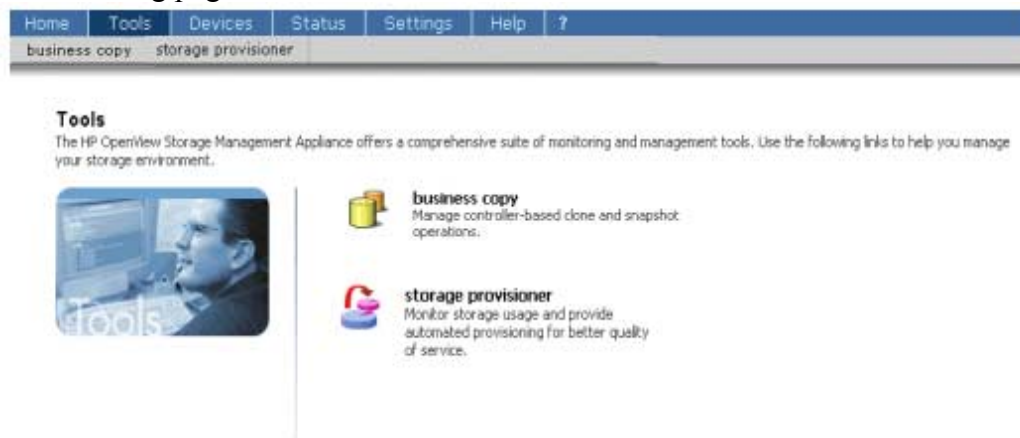 Home Tools Devices Status Settings Help ?
business copy storage provisioner
Tools
The HP OpenView Storage Management Appliance offers a comprehensive suite of monitoring and management tools. Use the following links to help you manage
your storage environment.
Tools
business copy
Manage controller-based clone and snapshot
operations.
storage provisioner
Monitor storage usage and provide
automated provisioning for better quality
of service.